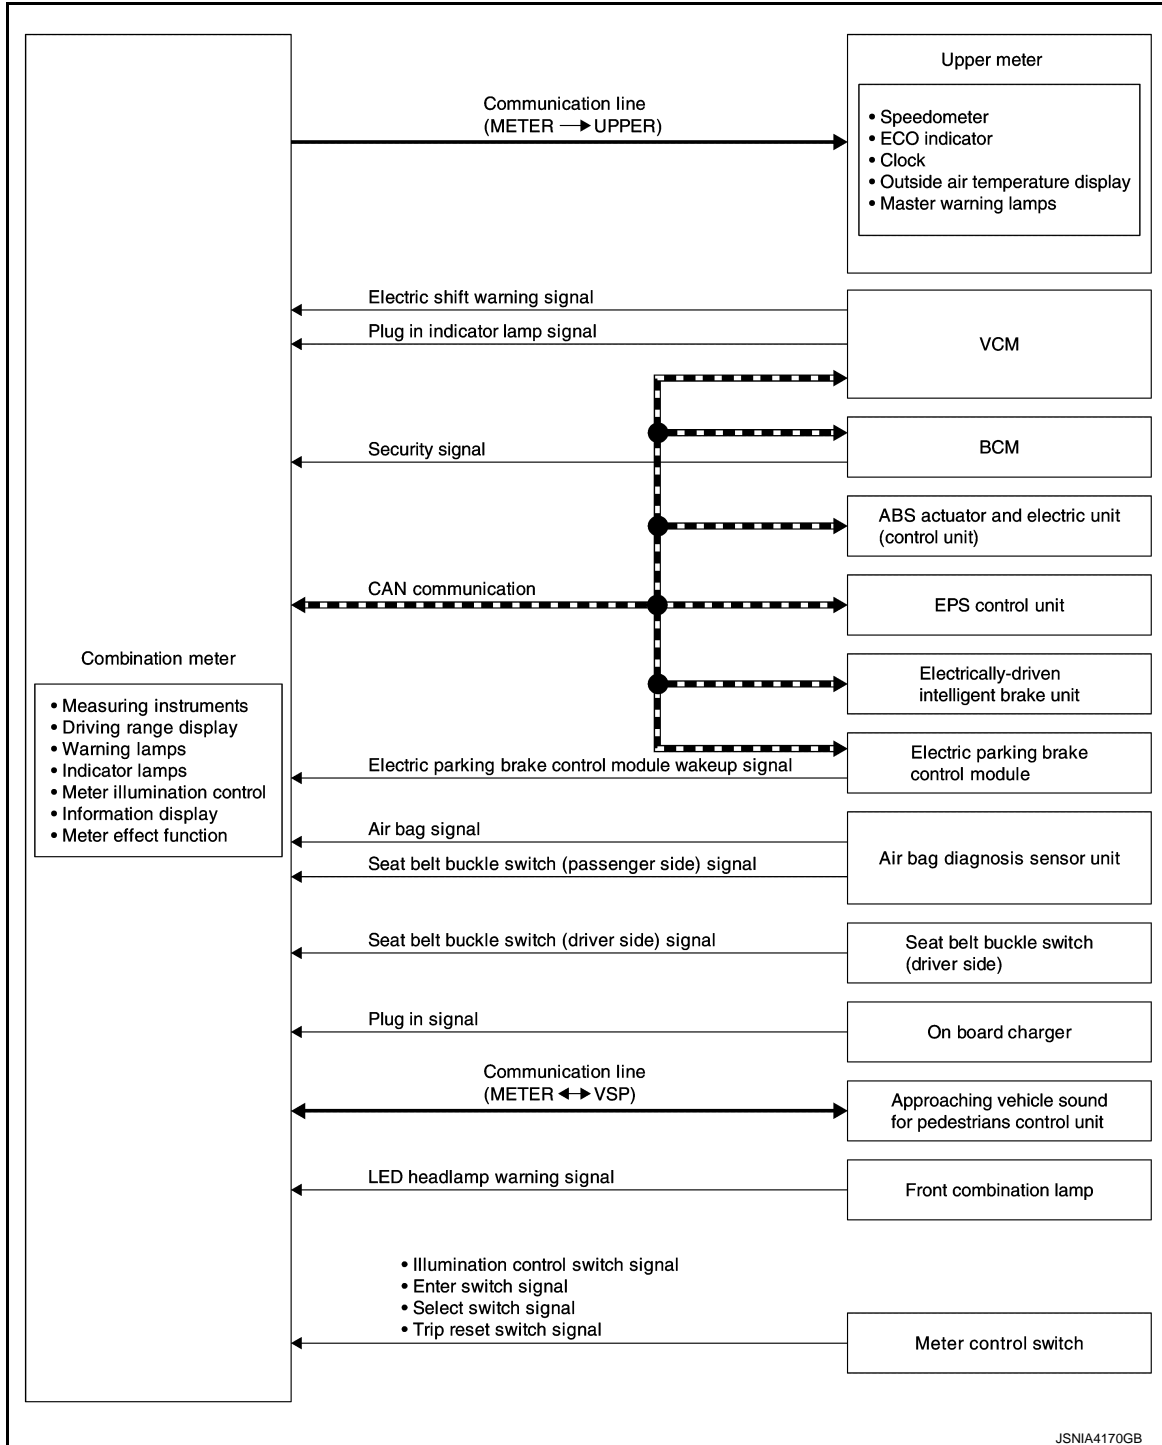 Upper meter
Communication line
(METER → UPPER)
• Speedometer
• ECO indicator
• Clock
• Outside air temperature display
• Master warning lamps
Electric shift warning signal
Plug in indicator lamp signal
VCM
Security signal
BCM
ABS actuator and electric unit
(control unit)
CAN communication
EPS control unit
Combination meter
• Measuring instruments
• Driving range display
• Warning lamps
• Indicator lamps
• Meter illumination control
• Information display
• Meter effect function
Electrically-driven
intelligent brake unit
Electric parking brake control module wakeup signal
Electric parking brake
control module
Air bag signal
Seat belt buckle switch (passenger side) signal
Air bag diagnosis sensor unit
Seat belt buckle switch (driver side) signal
Seat belt buckle switch
(driver side)
Plug in signal
On board charger
Communication line
(METER ↔ VSP)
Approaching vehicle sound
for pedestrians control unit
LED headlamp warning signal
Front combination lamp
• Illumination control switch signal
• Enter switch signal
• Select switch signal
• Trip reset switch signal
Meter control switch
JSNIA4170GB